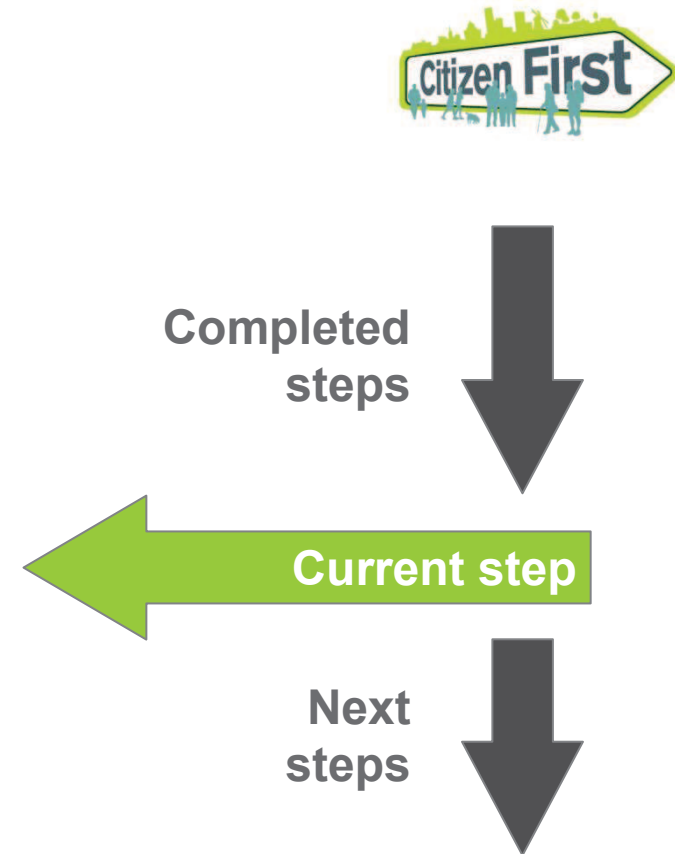 Citizen First
Completed
steps
Current step
Next
steps